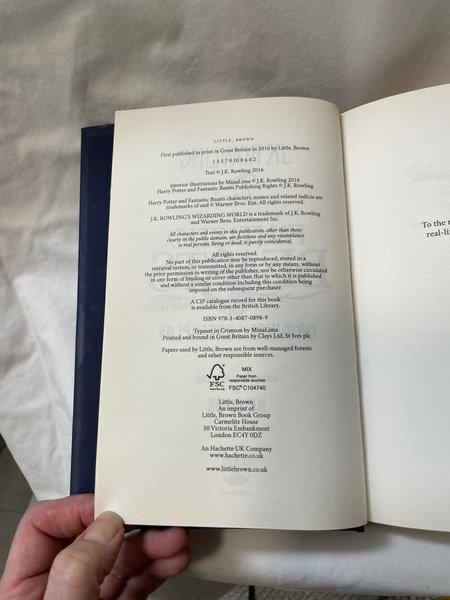 LITTLE, BROWN
First published in print in Great Britain in 2016 by Little, Brown
1 3 5 7 9 10 8 6 4 2
Text © J.K. Rowling 2016
Interior illustrations by MinaLima © J.K. Rowling 2016
Harry Potter and Fantastic Beasts Publishing Rights © J.K. Rowling
Harry Potter and Fantastic Beasts characters, names and related indicia are
trademarks of and © Warner Bros. Ent. All rights reserved.
J.K. ROWLING'S WIZARDING WORLD is a trademark of J.K. Rowling
and Warner Bros. Entertainment Inc.
All characters and events in this publication, other than those
clearly in the public domain, are fictitious and any resemblance
to real persons, living or dead, is purely coincidental.
All rights reserved.
No part of this publication may be reproduced, stored in a
retrieval system, or transmitted, in any form or by any means, without
the prior permission in writing of the publisher, nor be otherwise circulated
in any form of binding or cover other than that in which it is published
and without a similar condition including this condition being
imposed on the subsequent purchaser.
A CIP catalogue record for this book
is available from the British Library.
ISBN 978-1-4087-0898-9
Typeset in Crimson by MinaLima
Printed and bound in Great Britain by Clays Ltd, St Ives plc
Papers used by Little, Brown are from well-managed forests
and other responsible sources.
FSC
www.fsc.org
MIX
Paper from
responsible sources
FSC® C104740
Little, Brown
An imprint of
Little, Brown Book Group
Carmelite House
50 Victoria Embankment
London EC4Y 0DZ
An Hachette UK Company
www.hachette.co.uk
www.littlebrown.co.uk
To the
real-li